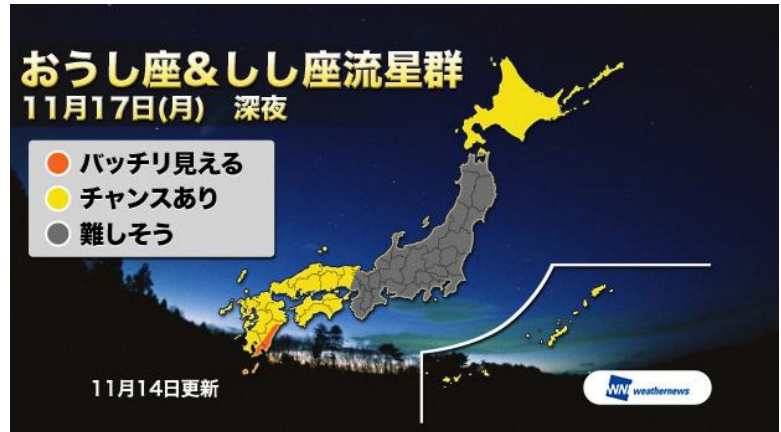 おうし座&しし座流星群
11月17日(月) 深夜
バッチリ見える
チャンスあり
難しそう
11月14日更新
WNI weathernews